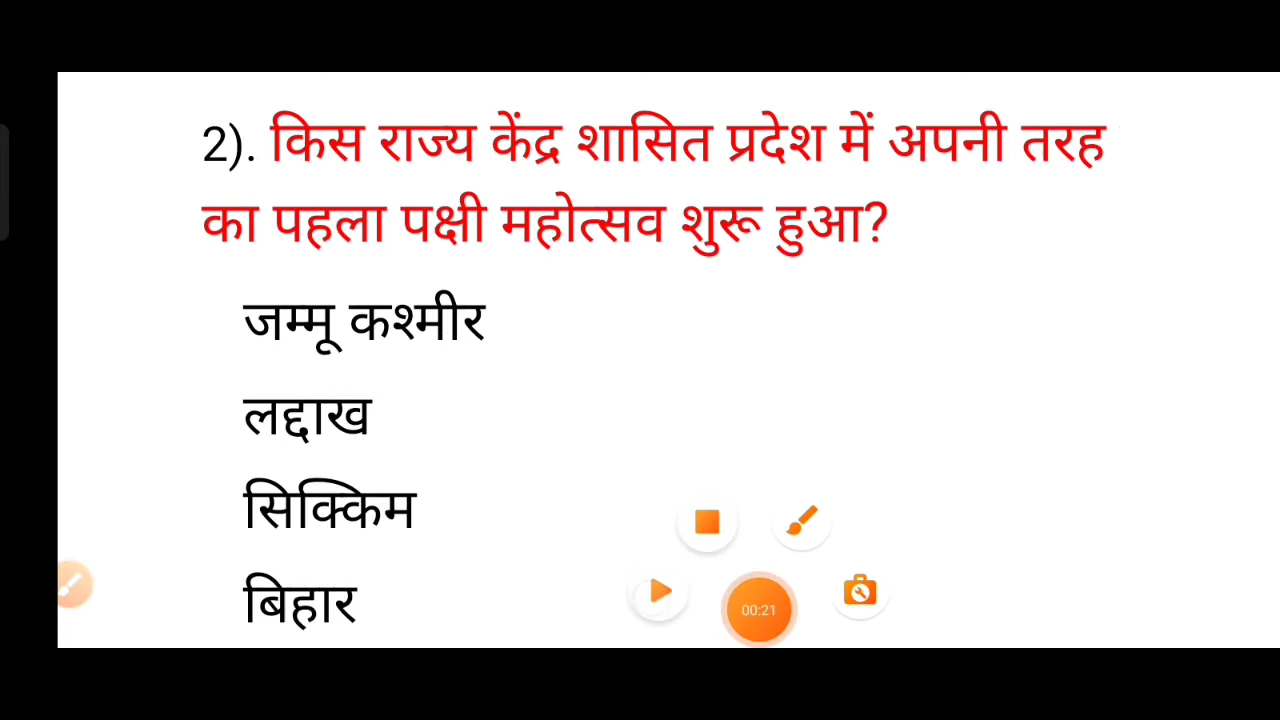 2). किस राज्य केंद्र शासित प्रदेश में अपनी तरह
का पहला पक्षी महोत्सव शुरू हुआ?
जम्मू कश्मीर
लद्दाख
सिक्किम
बिहार
00:21